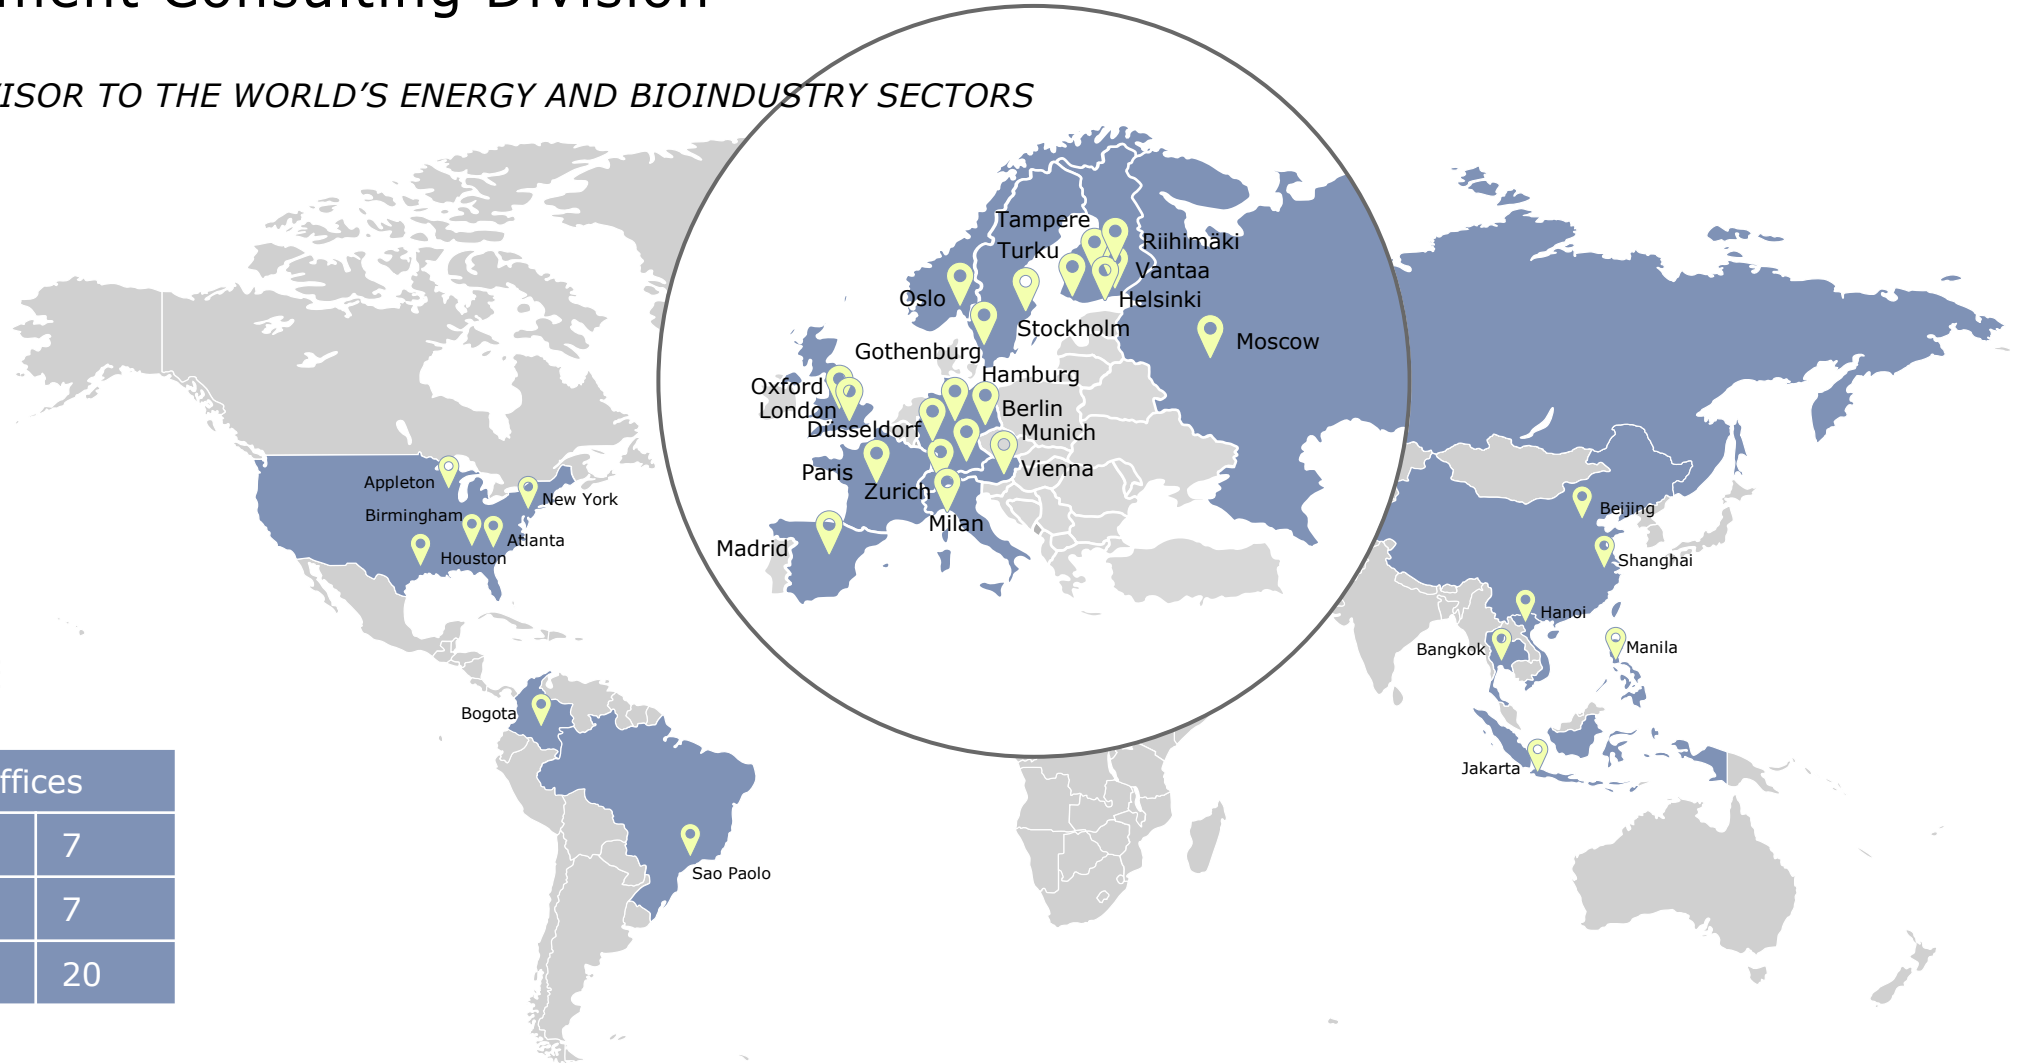 Consulting Division
TO THE WORLD’S ENERGY AND BIOINDUSTRY SECTORS
Tampere
Turku
Riihimäki
Vantaa
Helsinki
Oslo
Stockholm
Moscow
Gothenburg
Hamburg
Oxford
London
Berlin
Düsseldorf
Munich
Paris
Vienna
Zurich
Milan
Madrid
Appleton
New York
Birmingham
Atlanta
Houston
Beijing
Shanghai
Hanoi
Bangkok
Manila
Bogota
Jakarta
Sao Paolo
7
7
20